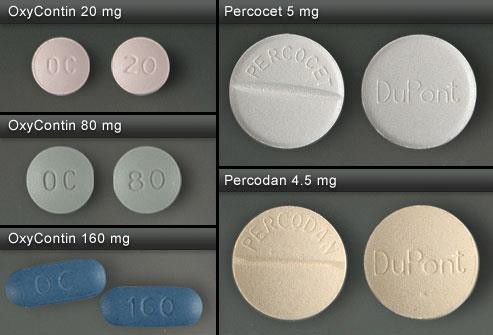 OxyContin 20 mg
OC 20
OxyContin 80 mg
OC 80
OxyContin 160 mg
OC
160
Percocet 5 mg
PERCOCET
DuPont
Percodan 4.5 mg
PERCODAN
DuPont